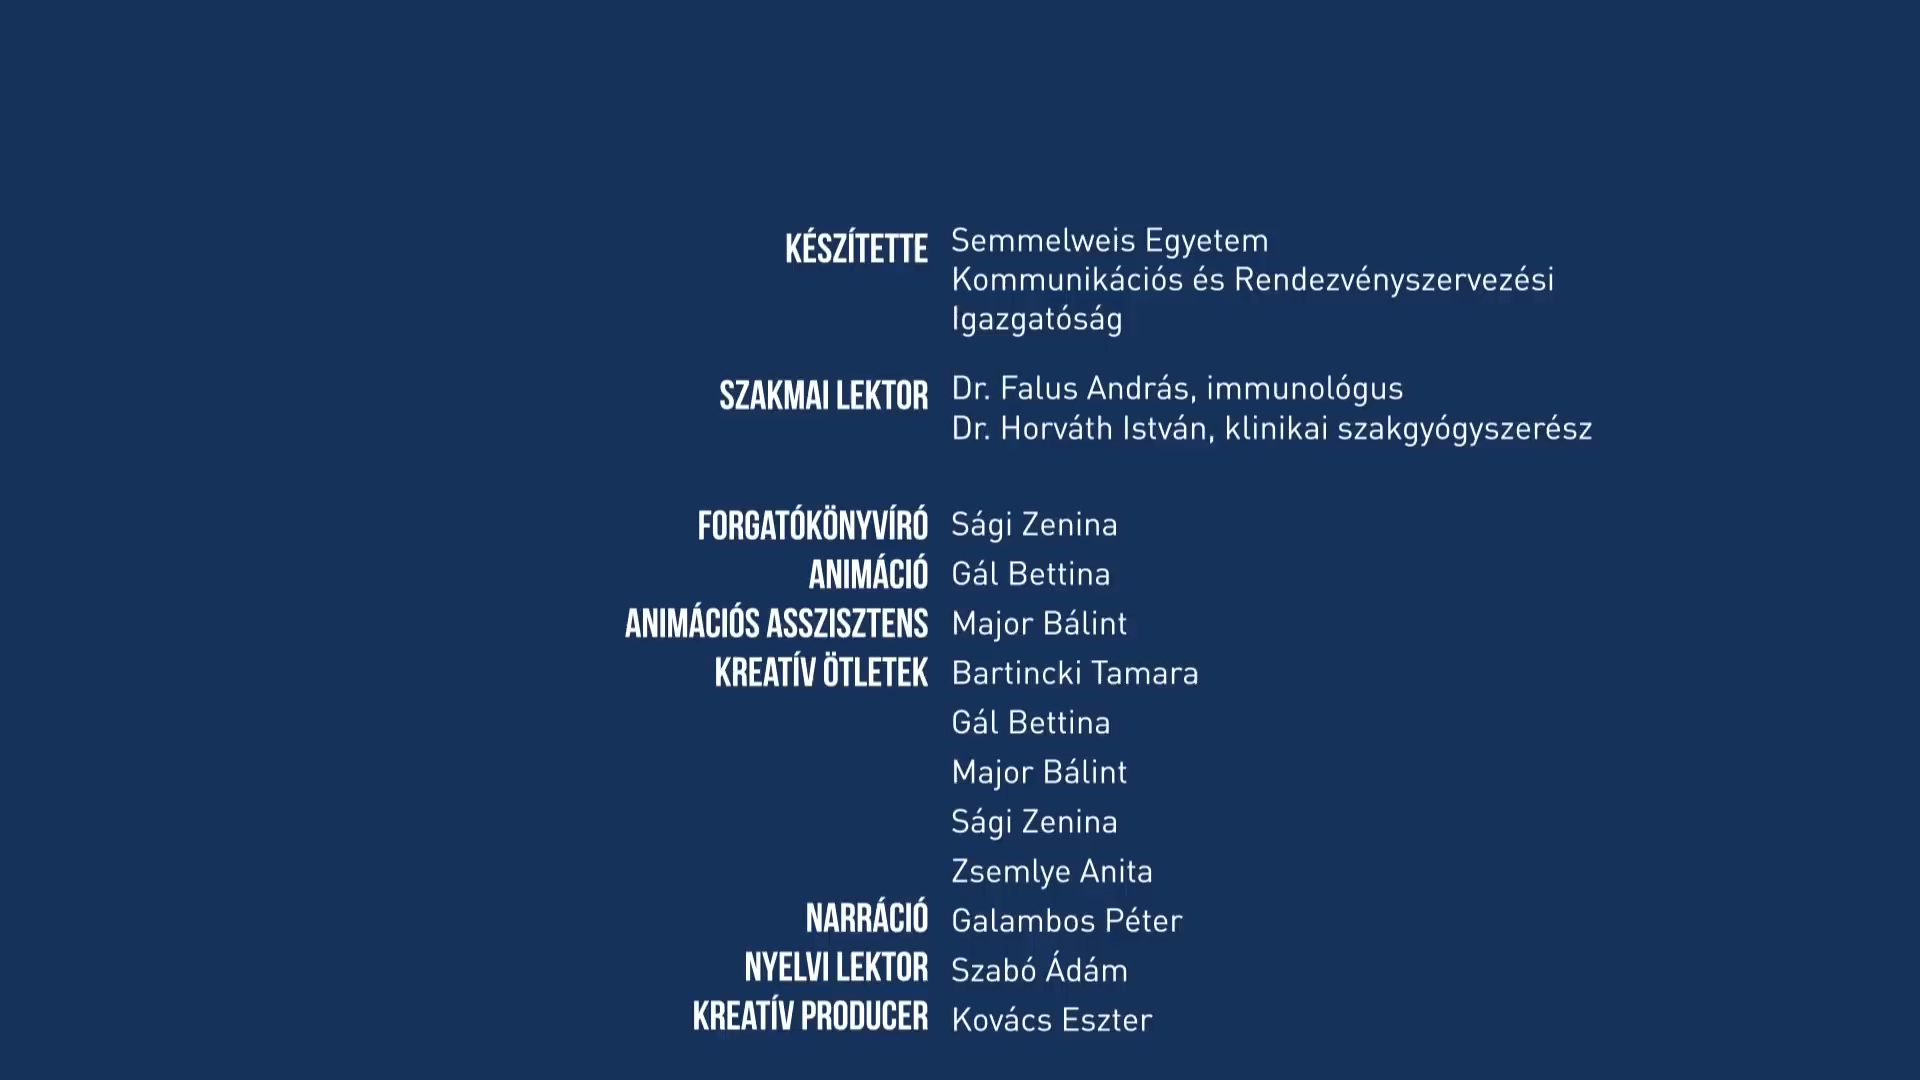 KÉSZÍTETTE Semmelweis Egyetem
Kommunikációs és Rendezvényszervezési
Igazgatóság
SZAKMAI LEKTOR Dr. Falus András, immunológus
Dr. Horváth István, klinikai szakgyógyszerész
FORGATÓKÖNYVÍRÓ Sági Zenina
ANIMÁCIÓ Gál Bettina
ANIMÁCIÓS ASSZISZTENS Major Bálint
KREATÍV ÖTLETEK Bartincki Tamara
Gál Bettina
Major Bálint
Sági Zenina
Zsemlye Anita
NARRÁCIÓ Galambos Péter
NYELVI LEKTOR Szabó Ádám
KREATÍV PRODUCER Kovács Eszter